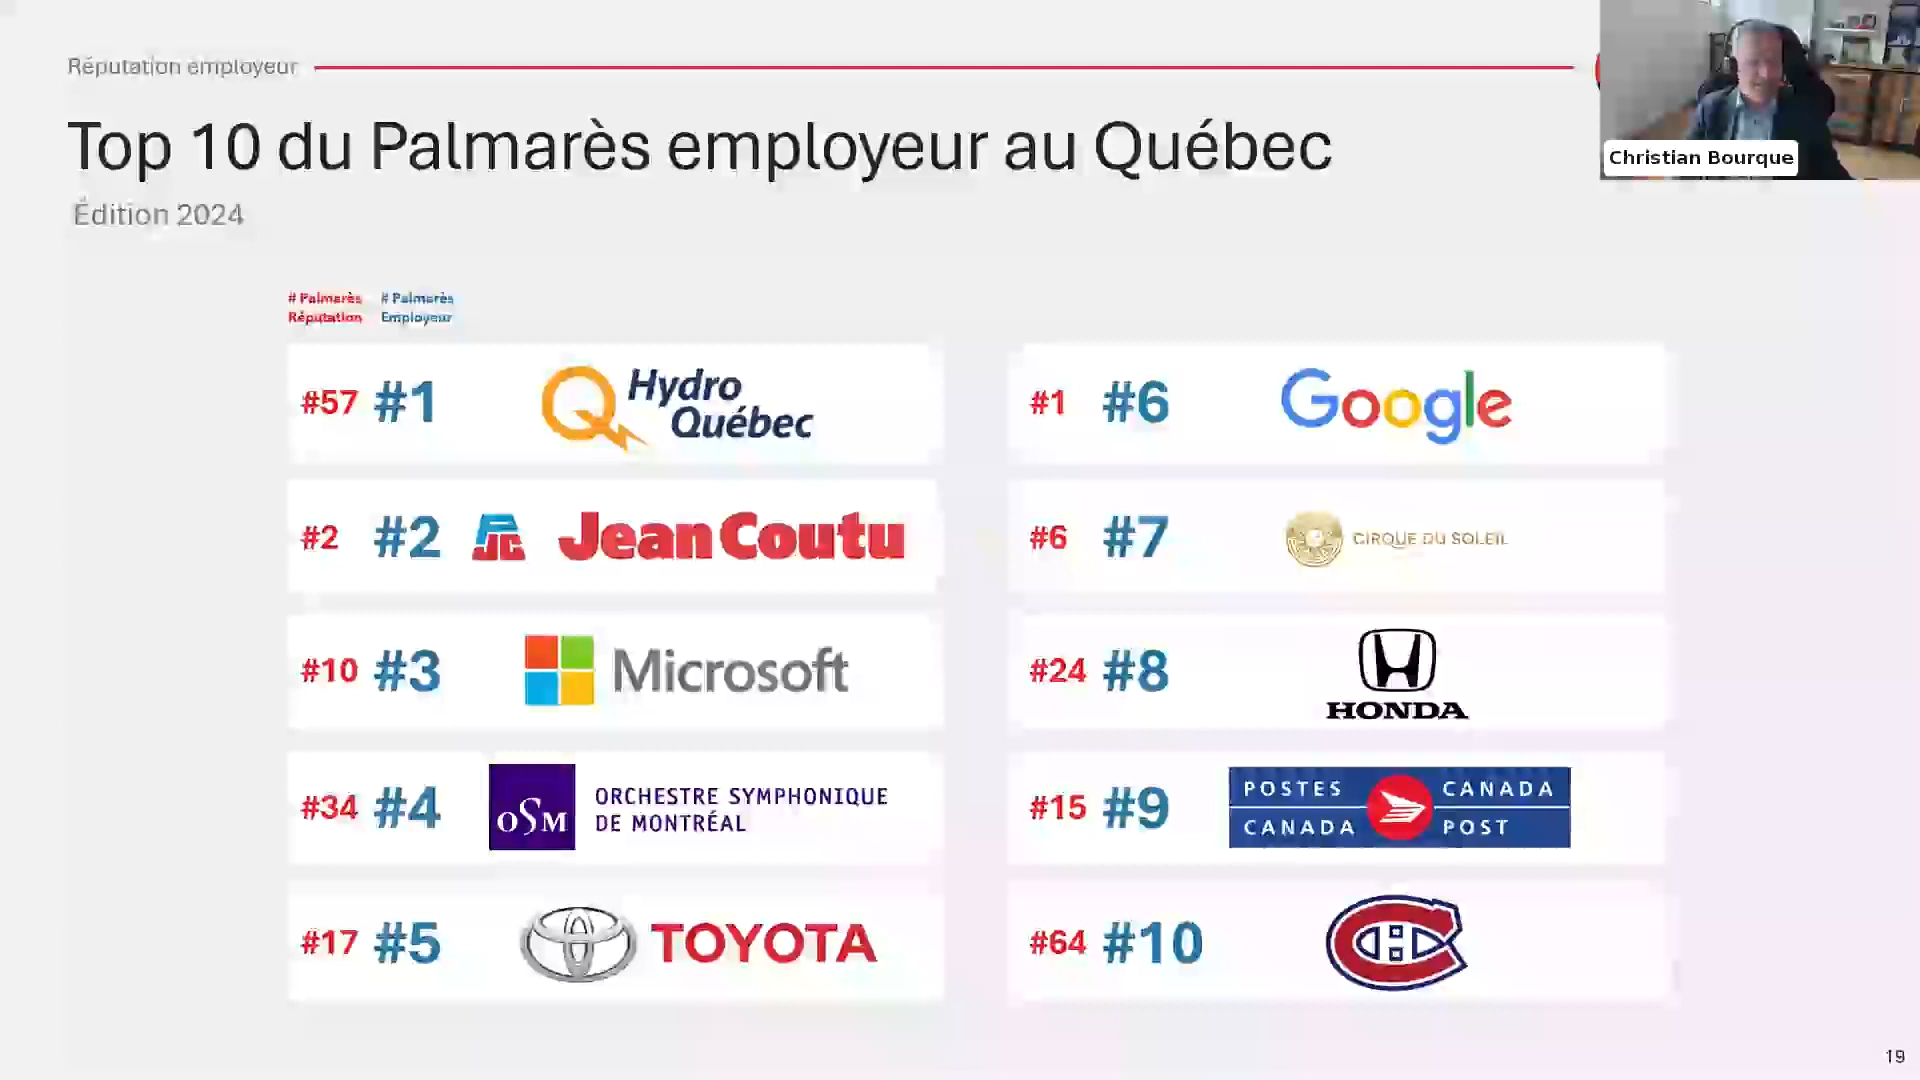 Réputation employeur
Top 10 du Palmarès employeur au Québec
Édition 2024
Christian Bourque
# Palmarès # Palmarès
Réputation Employeur
#57 #1 Hydro
Québec
#2 #2 PJC Jean Coutu
#10 #3 Microsoft
#34 #4 OSM ORCHESTRE SYMPHONIQUE
DE MONTRÉAL
#17 #5 TOYOTA
#1 #6 Google
#6 #7 CIRQUE DU SOLEIL
#24 #8 HONDA
#15 #9 POSTES CANADA
CANADA POST
#64 #10 CH
19